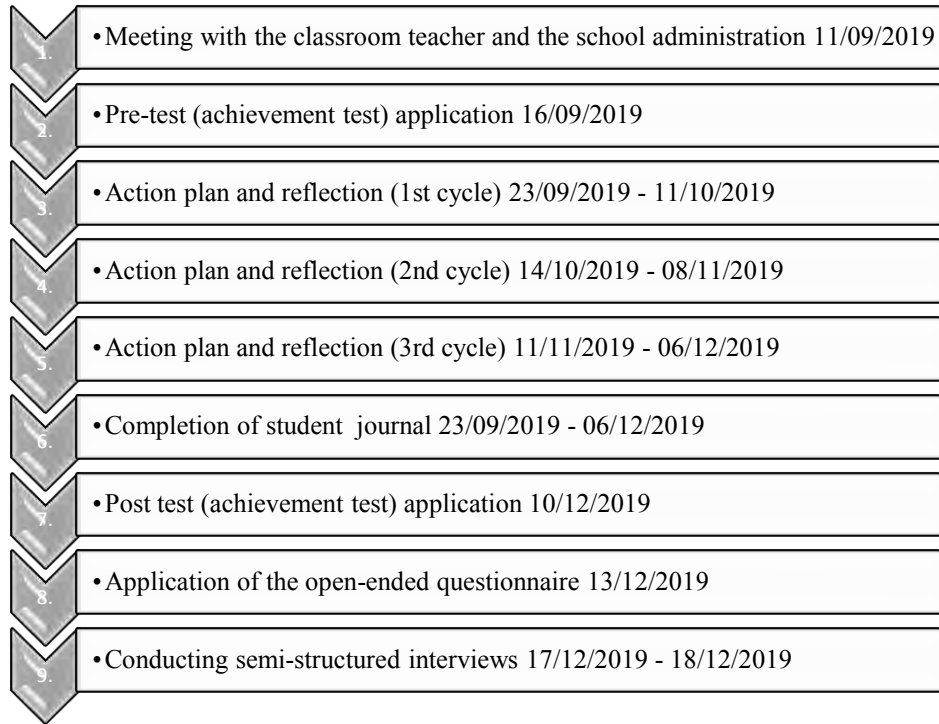 1. •Meeting with the classroom teacher and the school administration 11/09/2019
2. •Pre-test (achievement test) application 16/09/2019
3. •Action plan and reflection (1st cycle) 23/09/2019 - 11/10/2019
4. •Action plan and reflection (2nd cycle) 14/10/2019 - 08/11/2019
5. •Action plan and reflection (3rd cycle) 11/11/2019 - 06/12/2019
6. •Completion of student journal 23/09/2019 - 06/12/2019
7. •Post test (achievement test) application 10/12/2019
8. •Application of the open-ended questionnaire 13/12/2019
9. •Conducting semi-structured interviews 17/12/2019 - 18/12/2019